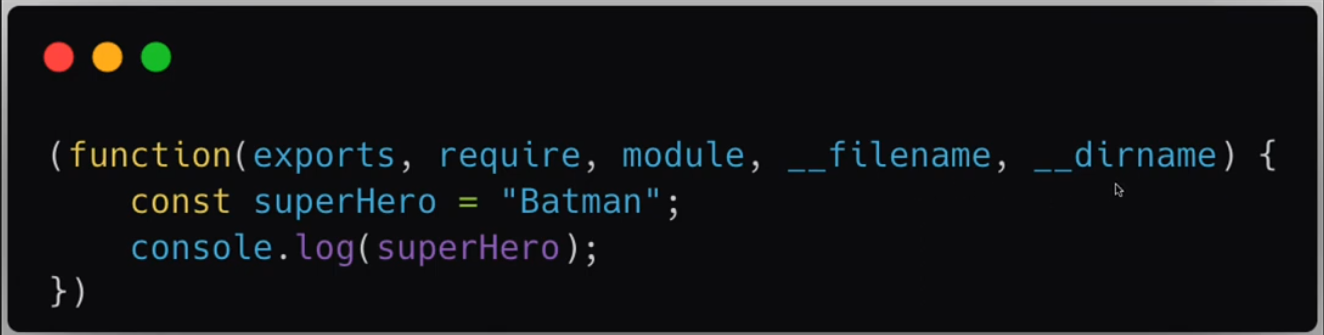 (function(exports, require, module, __filename, __dirname) {
    const superHero = "Batman";
    console.log(superHero);
})